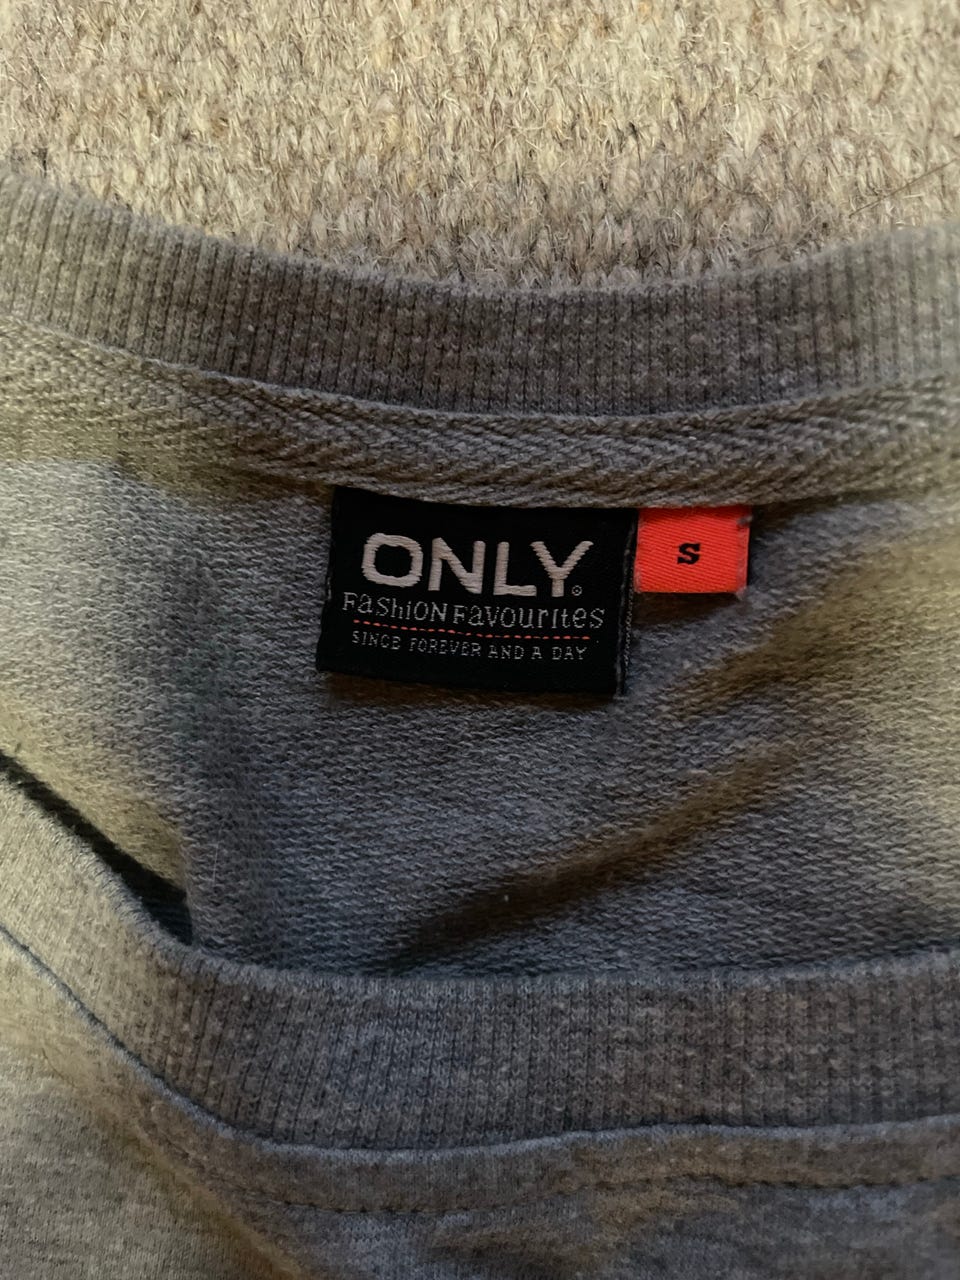 ONLY®
FaShiON FaVOUriteS
SINCE FOREVER AND A DAY
S